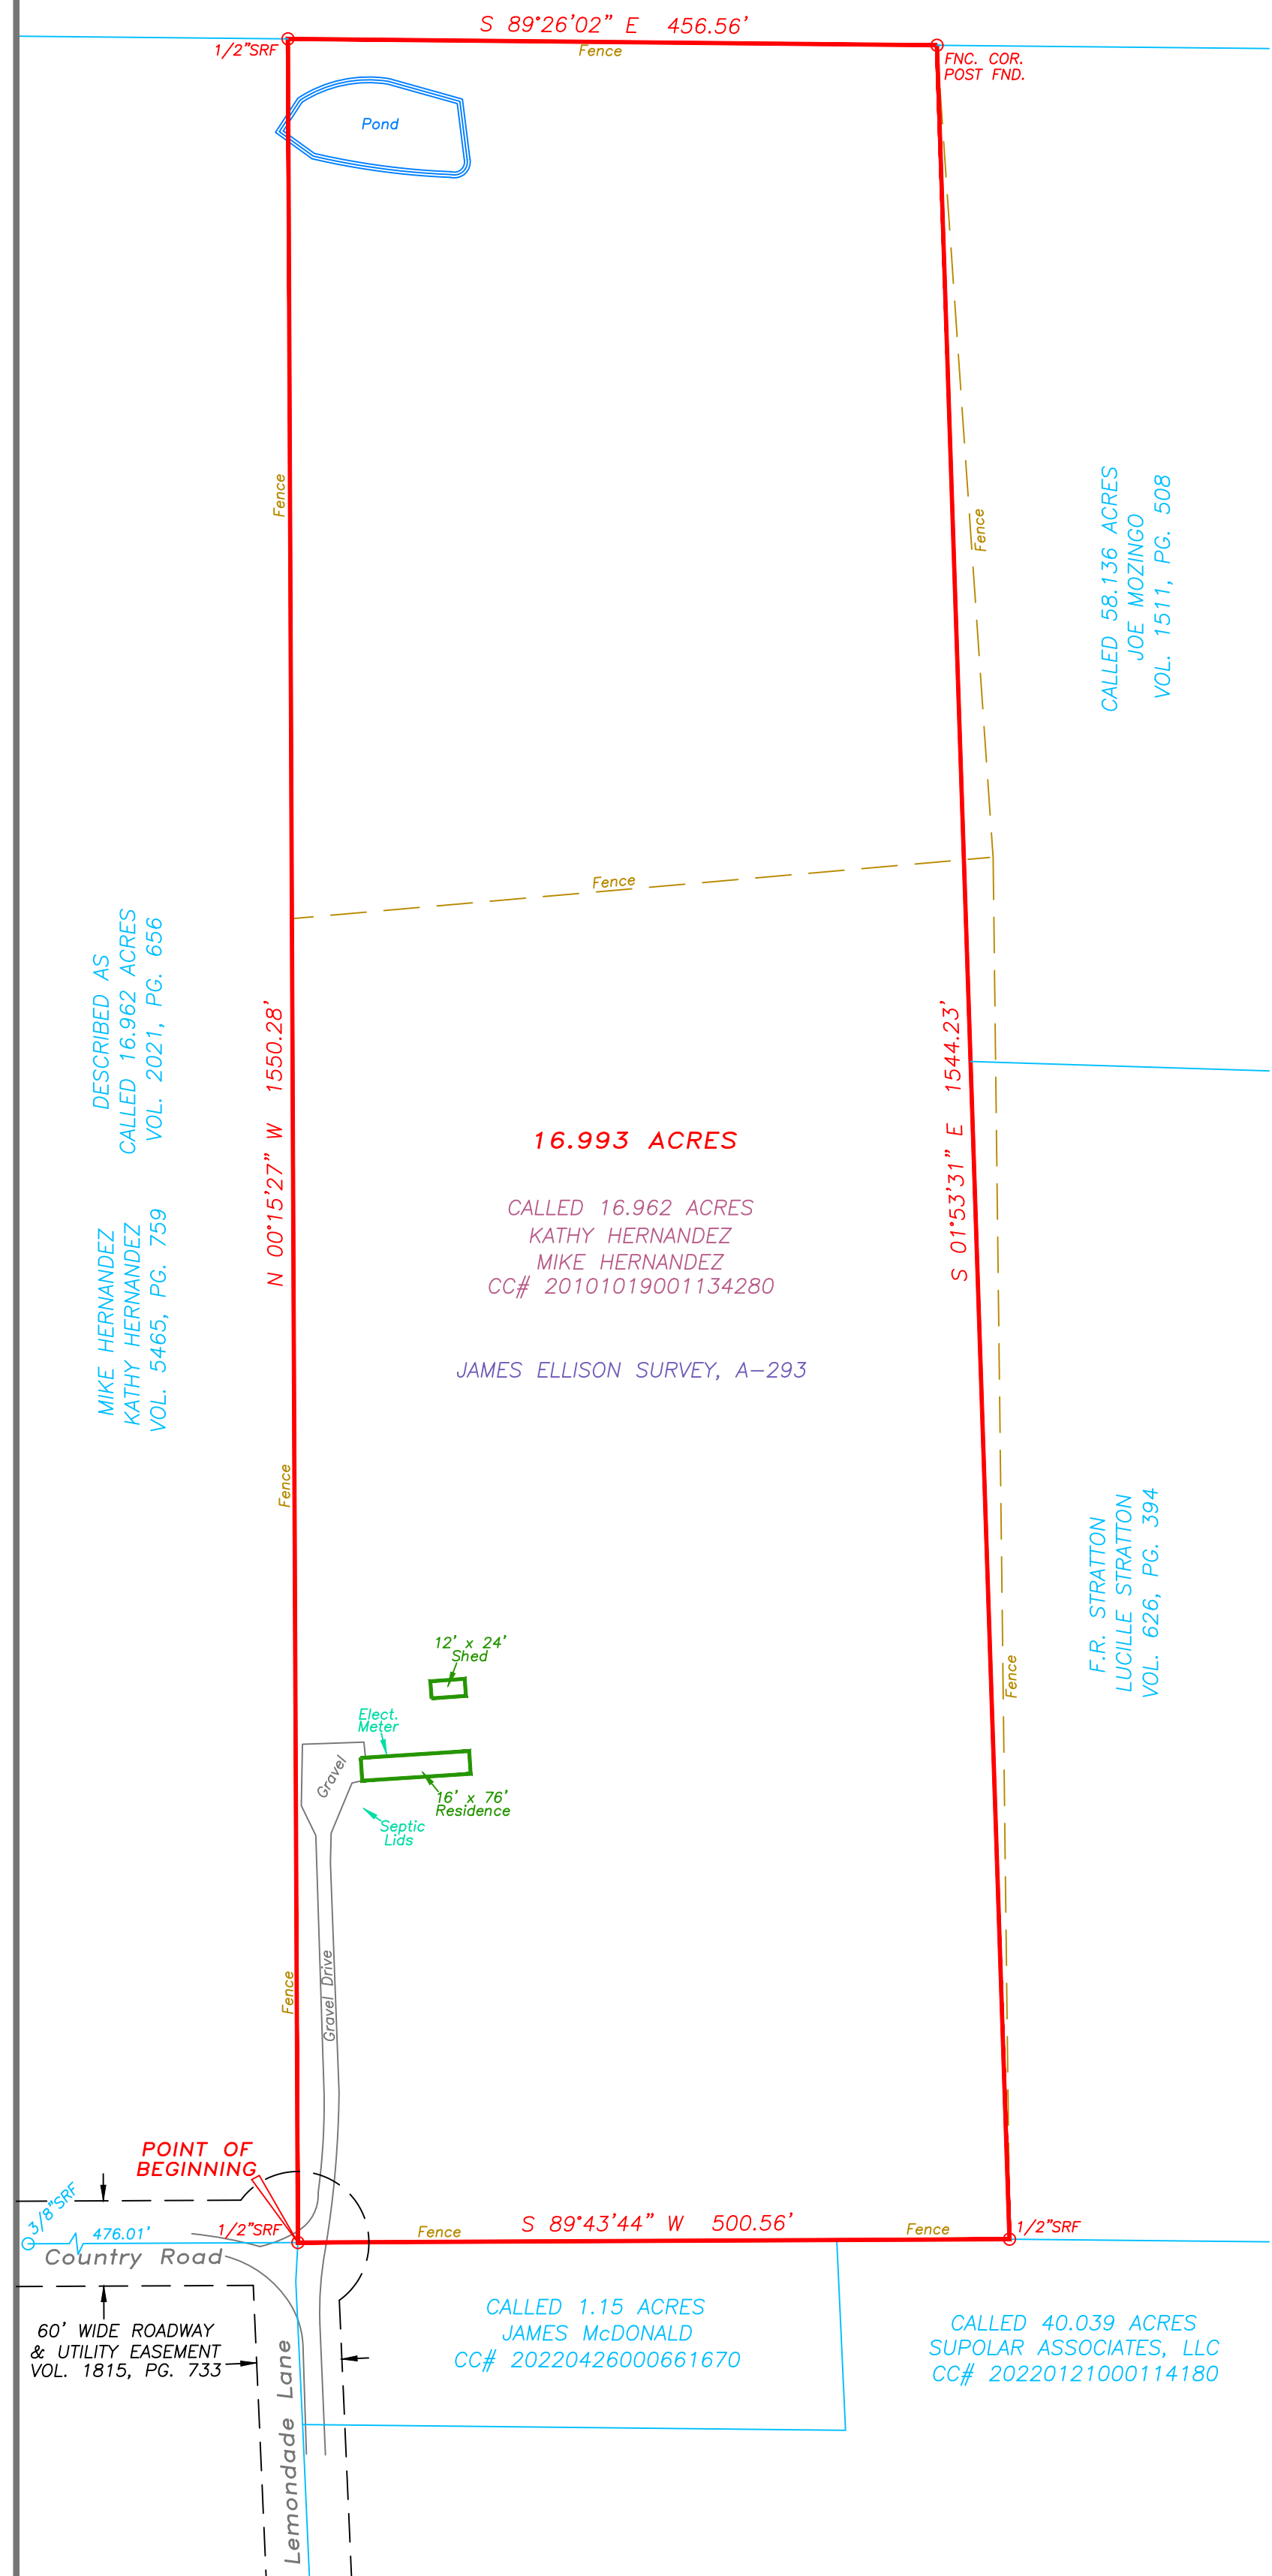 S 89°26'02" E 456.56'
1/2"SRF
Fence
FNC. COR.
POST FND.
Pond
Fence
Fence
CALLED 58.136 ACRES
JOE MOZINGO
VOL. 1511, PG. 508
Fence
DESCRIBED AS
CALLED 16.962 ACRES
VOL. 2021, PG. 656
N 00°15'27" W 1550.28'
S 01°53'31" E 1544.23'
16.993 ACRES
CALLED 16.962 ACRES
KATHY HERNANDEZ
MIKE HERNANDEZ
CC# 20101019001134280
MIKE HERNANDEZ
KATHY HERNANDEZ
VOL. 5465, PG. 759
JAMES ELLISON SURVEY, A-293
Fence
F.R. STRATTON
LUCILLE STRATTON
VOL. 626, PG. 394
12' x 24'
Shed
Fence
Elect.
Meter
Gravel
16' x 76'
Residence
Septic
Lids
Fence
Gravel Drive
POINT OF
BEGINNING
3/8"SRF
476.01'
1/2"SRF
Fence
S 89°43'44" W 500.56'
Fence
1/2"SRF
Country Road
60' WIDE ROADWAY
& UTILITY EASEMENT
VOL. 1815, PG. 733
CALLED 1.15 ACRES
JAMES McDONALD
CC# 20220426000661670
CALLED 40.039 ACRES
SUPOLAR ASSOCIATES, LLC
CC# 20220121000114180
Lemondade Lane